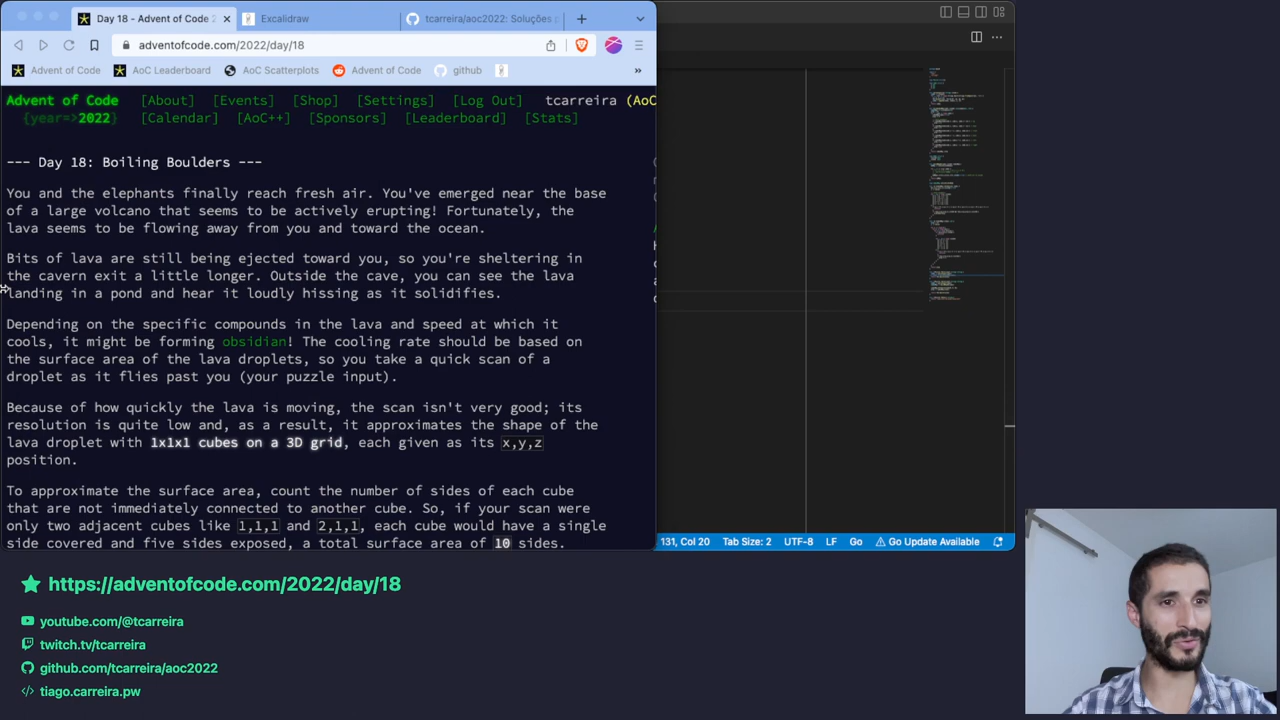 Day 18 - Advent of Code 2
Excalidraw
tcarreira/aoc2022: Soluções
adventofcode.com/2022/day/18
Advent of Code
AoC Leaderboard
AoC Scatterplots
Advent of Code
github
»
Advent of Code [About] [Events] [Shop] [Settings] [Log Out] tcarreira (AoC
{year=>2022 [Calendar] [AoC++] [Sponsors] [Leaderboard] [Stats]
--- Day 18: Boiling Boulders ---
You and the elephants finally reach fresh air. You've emerged near the base
of a large volcano that seems to be actively erupting! Fortunately, the
lava seems to be flowing away from you and toward the ocean.
Bits of lava are still being ejected toward you, so you're sheltering in
the cavern exit a little longer. Outside the cave, you can see the lava
landing in a pond and hear it loudly hissing as it solidifies.
Depending on the specific compounds in the lava and speed at which it
cools, it might be forming obsidian! The cooling rate should be based on
the surface area of the lava droplets, so you take a quick scan of a
droplet as it flies past you (your puzzle input).
Because of how quickly the lava is moving, the scan isn't very good; its
resolution is quite low and, as a result, it approximates the shape of the
lava droplet with 1x1x1 cubes on a 3D grid, each given as its x,y,z
position.
To approximate the surface area, count the number of sides of each cube
that are not immediately connected to another cube. So, if your scan were
only two adjacent cubes like 1,1,1 and 2,1,1, each cube would have a single
side covered and five sides exposed, a total surface area of 10 sides.
131, Col 20 Tab Size: 2 UTF-8 LF Go Go Update Available
https://adventofcode.com/2022/day/18
youtube.com/@tcarreira
twitch.tv/tcarreira
github.com/tcarreira/aoc2022
</> tiago.carreira.pw